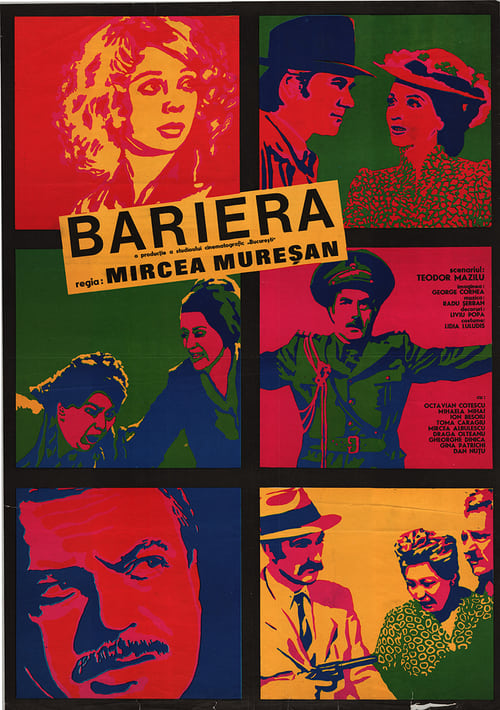 BARIERA
o producție a studioului cinematografic „București”
regia: MIRCEA MUREȘAN
scenariul:
TEODOR MAZILU
imaginea:
GEORGE CORNEA
muzica:
RADU ȘERBAN
decoruri:
LIVIU POPA
costume:
LIDIA LULUDIS
cu:
OCTAVIAN COTESCU
MIHAELA MIHAI
ION BESOIU
TOMA CARAGIU
MIRCEA ALBULESCU
DRAGA OLTEANU
GHEORGHE DINICA
GINA PATRICHI
DAN NUȚU